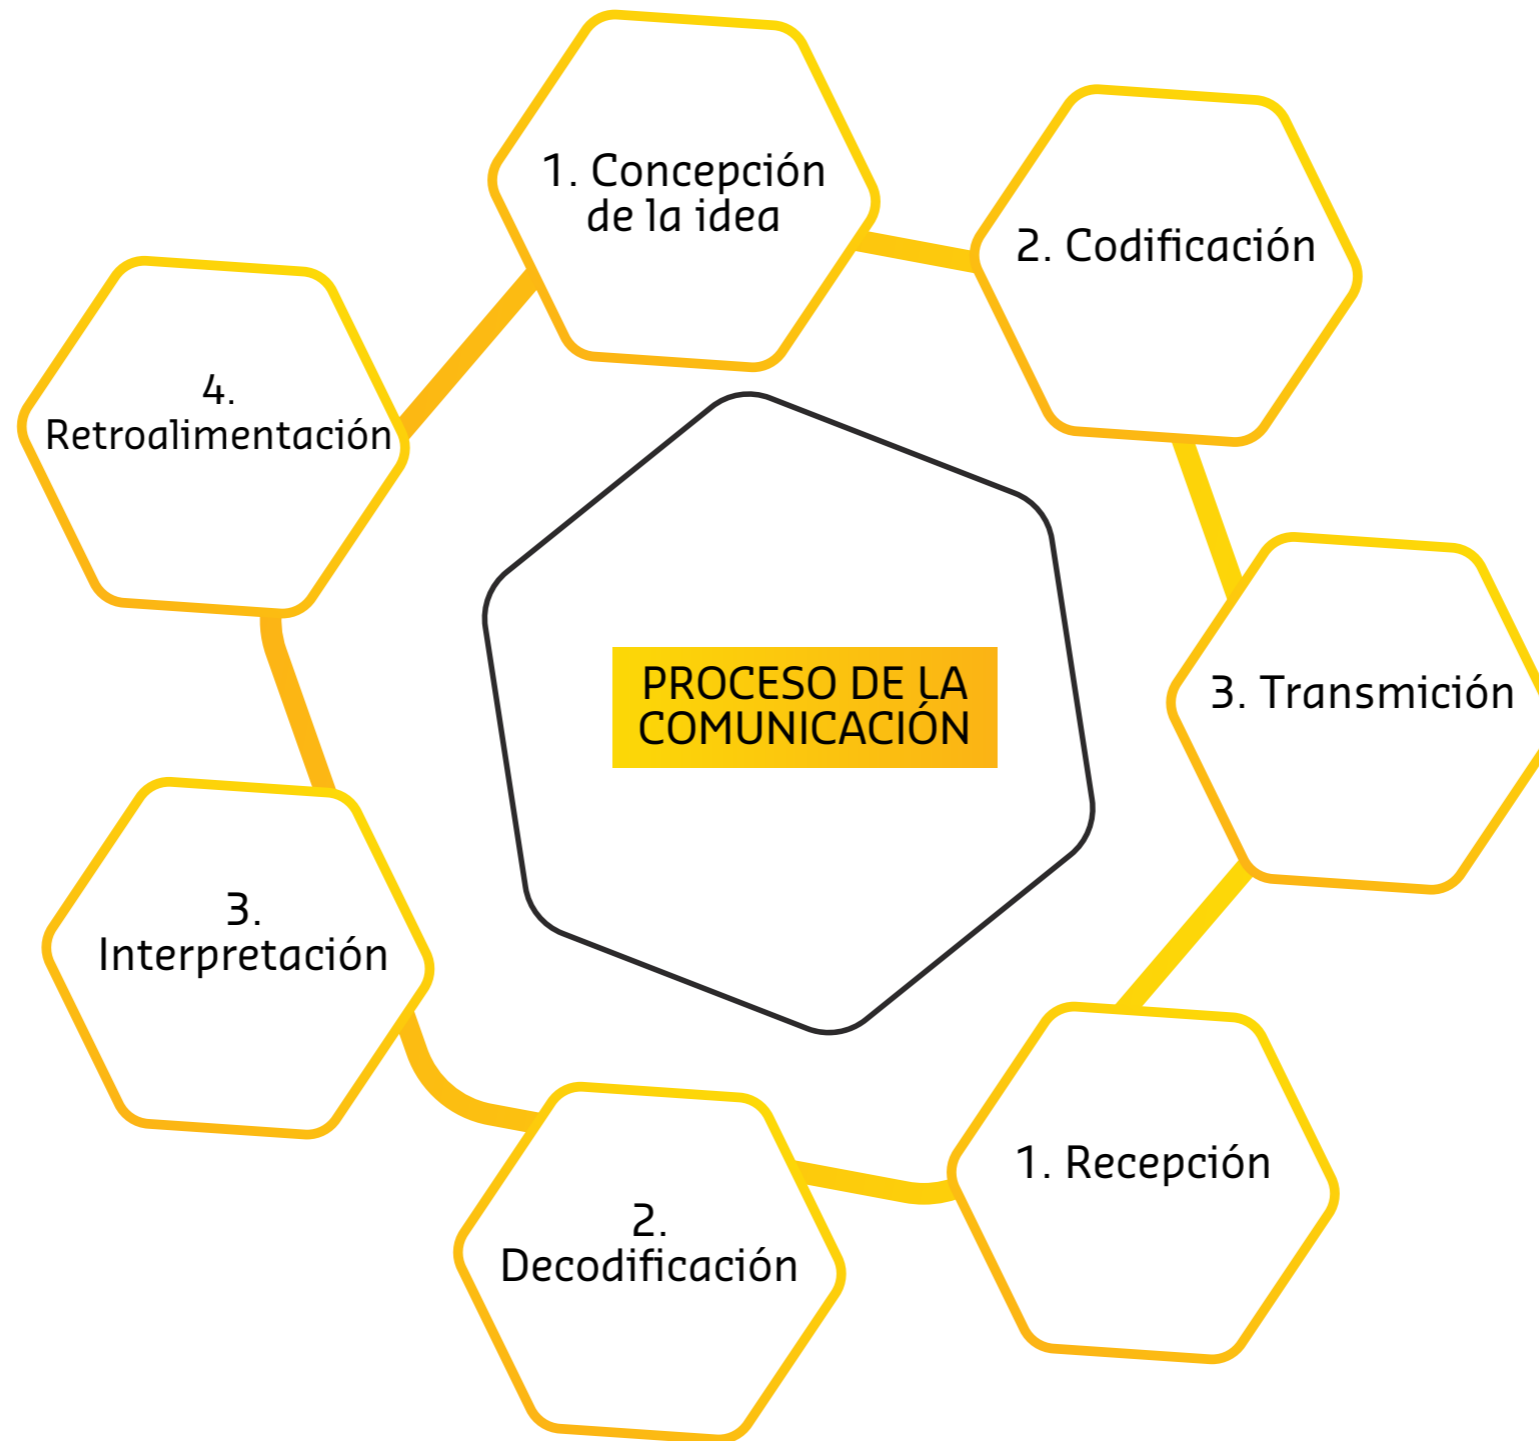 1. Concepción
de la idea
2. Codificación
3. Transmición
1. Recepción
2.
Decodificación
3.
Interpretación
4.
Retroalimentación
PROCESO DE LA
COMUNICACIÓN